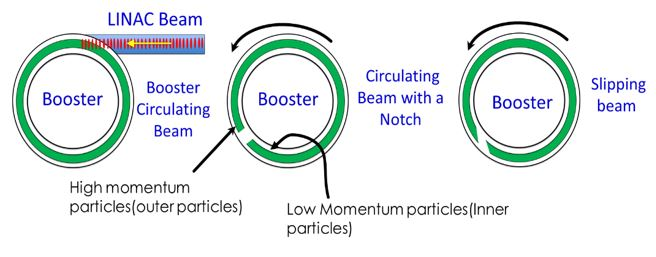 LINAC Beam
Booster
Booster
Circulating
Beam
Booster
Circulating
Beam with a
Notch
Booster
Slipping
beam
High momentum
particles(outer particles)
Low Momentum particles(Inner
particles)